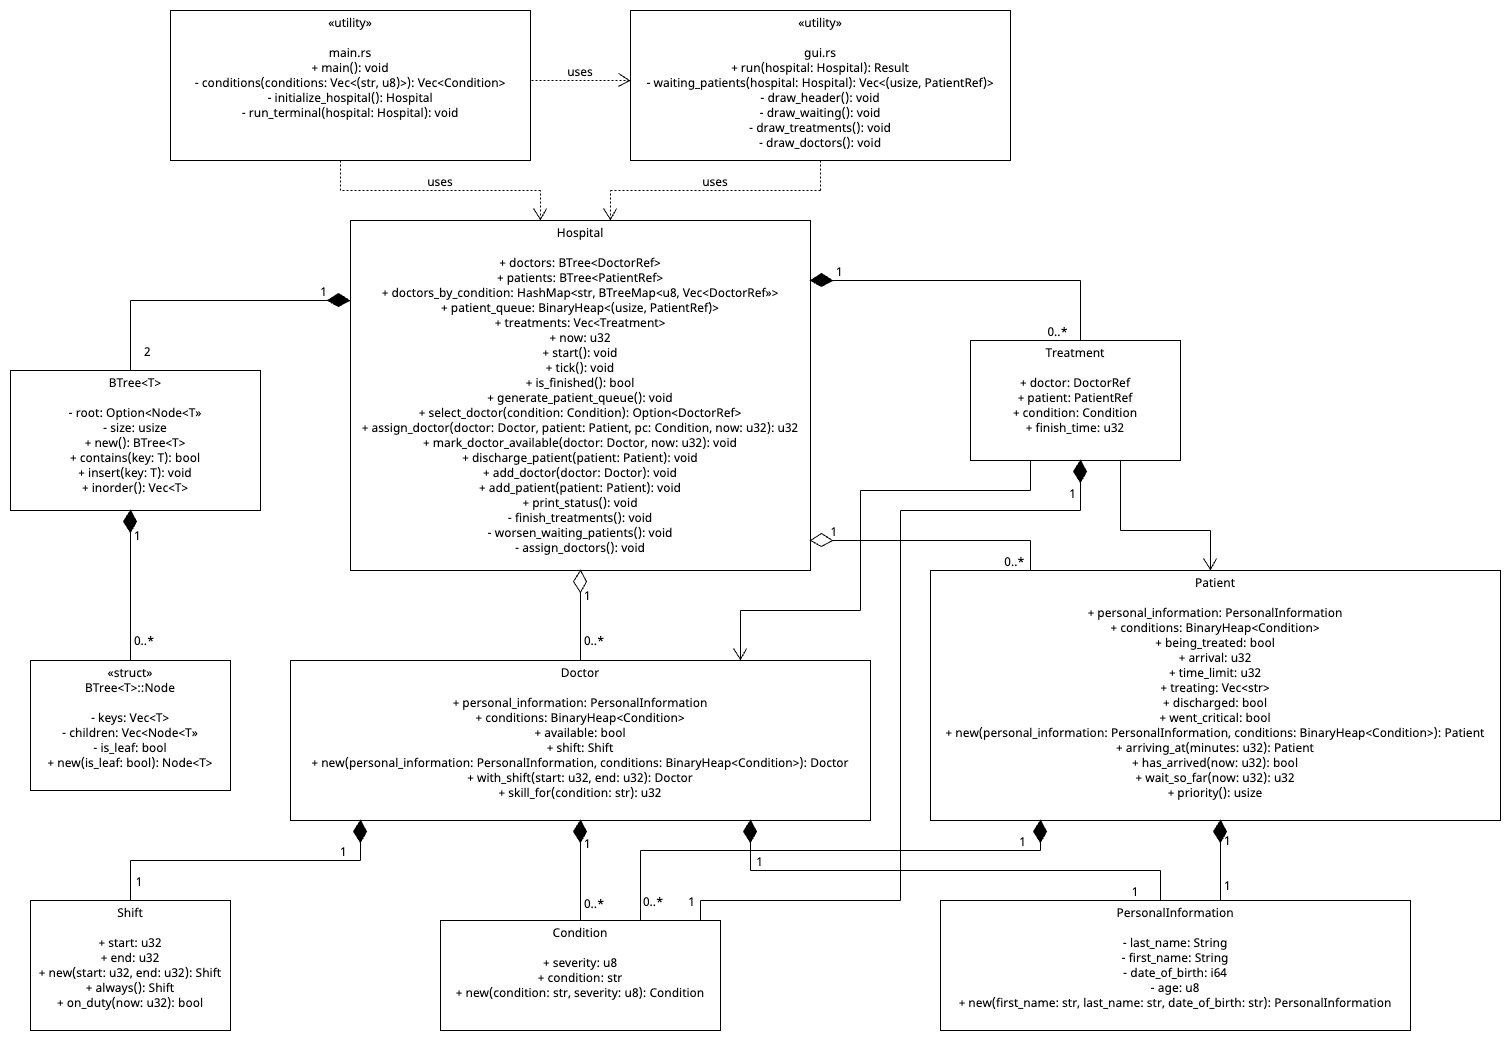 «utility»
main.rs
+ main(): void
- conditions(conditions: Vec<(str, u8)>): Vec<Condition>
- initialize_hospital(): Hospital
- run_terminal(hospital: Hospital): void
uses
«utility»
gui.rs
+ run(hospital: Hospital): Result
- waiting_patients(hospital: Hospital): Vec<(usize, PatientRef)>
- draw_header(): void
- draw_waiting(): void
- draw_treatments(): void
- draw_doctors(): void
uses
uses
Hospital
+ doctors: BTree<DoctorRef>
+ patients: BTree<PatientRef>
+ doctors_by_condition: HashMap<str, BTreeMap<u8, Vec<DoctorRef»>
+ patient_queue: BinaryHeap<(usize, PatientRef)>
+ treatments: Vec<Treatment>
+ now: u32
+ start(): void
+ tick(): void
+ is_finished(): bool
+ generate_patient_queue(): void
+ select_doctor(condition: Condition): Option<DoctorRef>
+ assign_doctor(doctor: Doctor, patient: Patient, pc: Condition, now: u32): u32
+ mark_doctor_available(doctor: Doctor, now: u32): void
+ discharge_patient(patient: Patient): void
+ add_doctor(doctor: Doctor): void
+ add_patient(patient: Patient): void
+ print_status(): void
- finish_treatments(): void
- worsen_waiting_patients(): void
- assign_doctors(): void
1
2
1
0..*
BTree<T>
- root: Option<Node<T»
- size: usize
+ new(): BTree<T>
+ contains(key: T): bool
+ insert(key: T): void
+ inorder(): Vec<T>
Treatment
+ doctor: DoctorRef
+ patient: PatientRef
+ condition: Condition
+ finish_time: u32
1
0..*
1
1
0..*
1
0..*
«struct»
BTree<T>::Node
- keys: Vec<T>
- children: Vec<Node<T»
- is_leaf: bool
+ new(is_leaf: bool): Node<T>
Doctor
+ personal_information: PersonalInformation
+ conditions: BinaryHeap<Condition>
+ available: bool
+ shift: Shift
+ new(personal_information: PersonalInformation, conditions: BinaryHeap<Condition>): Doctor
+ with_shift(start: u32, end: u32): Doctor
+ skill_for(condition: str): u32
Patient
+ personal_information: PersonalInformation
+ conditions: BinaryHeap<Condition>
+ being_treated: bool
+ arrival: u32
+ time_limit: u32
+ treating: Vec<str>
+ discharged: bool
+ went_critical: bool
+ new(personal_information: PersonalInformation, conditions: BinaryHeap<Condition>): Patient
+ arriving_at(minutes: u32): Patient
+ has_arrived(now: u32): bool
+ wait_so_far(now: u32): u32
+ priority(): usize
1
1
1
0..*
1
0..*
1
1
1
1
1
Shift
+ start: u32
+ end: u32
+ new(start: u32, end: u32): Shift
+ always(): Shift
+ on_duty(now: u32): bool
Condition
+ severity: u8
+ condition: str
+ new(condition: str, severity: u8): Condition
PersonalInformation
- last_name: String
- first_name: String
- date_of_birth: i64
- age: u8
+ new(first_name: str, last_name: str, date_of_birth: str): PersonalInformation